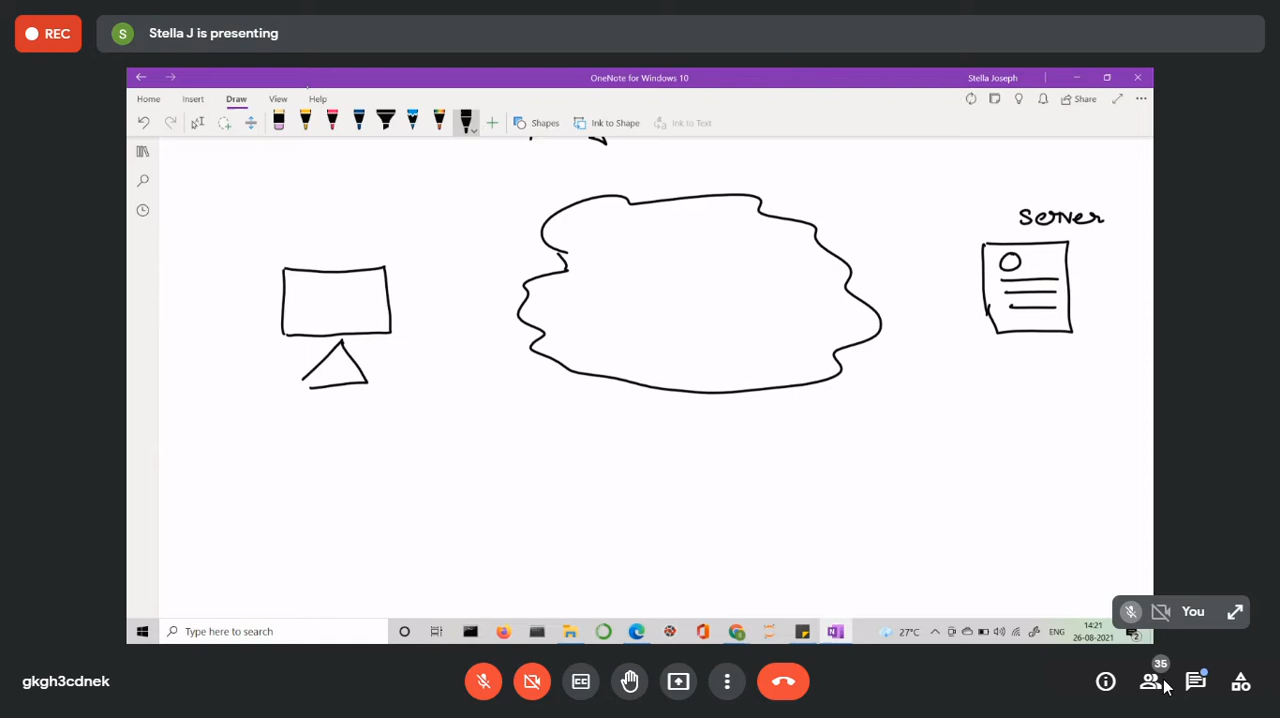 REC
S
Stella J is presenting
OneNote for Windows 10
Stella Joseph
Home Insert Draw View Help
Share
Shapes
Ink to Shape
Ink to Text
Server
You
Type here to search
27°C
ENG
14:21
26-08-2021
2
gkgh3cdnek
CC
35